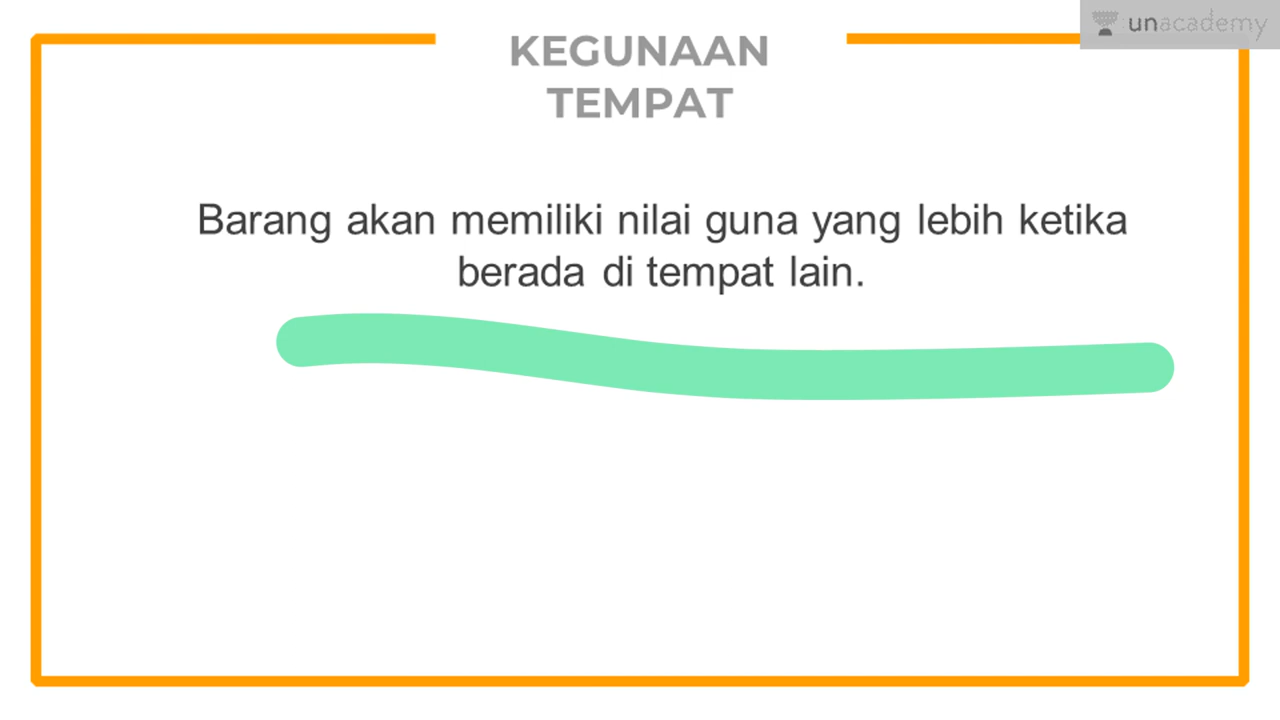 unacademy
KEGUNAAN
TEMPAT
Barang akan memiliki nilai guna yang lebih ketika
berada di tempat lain.